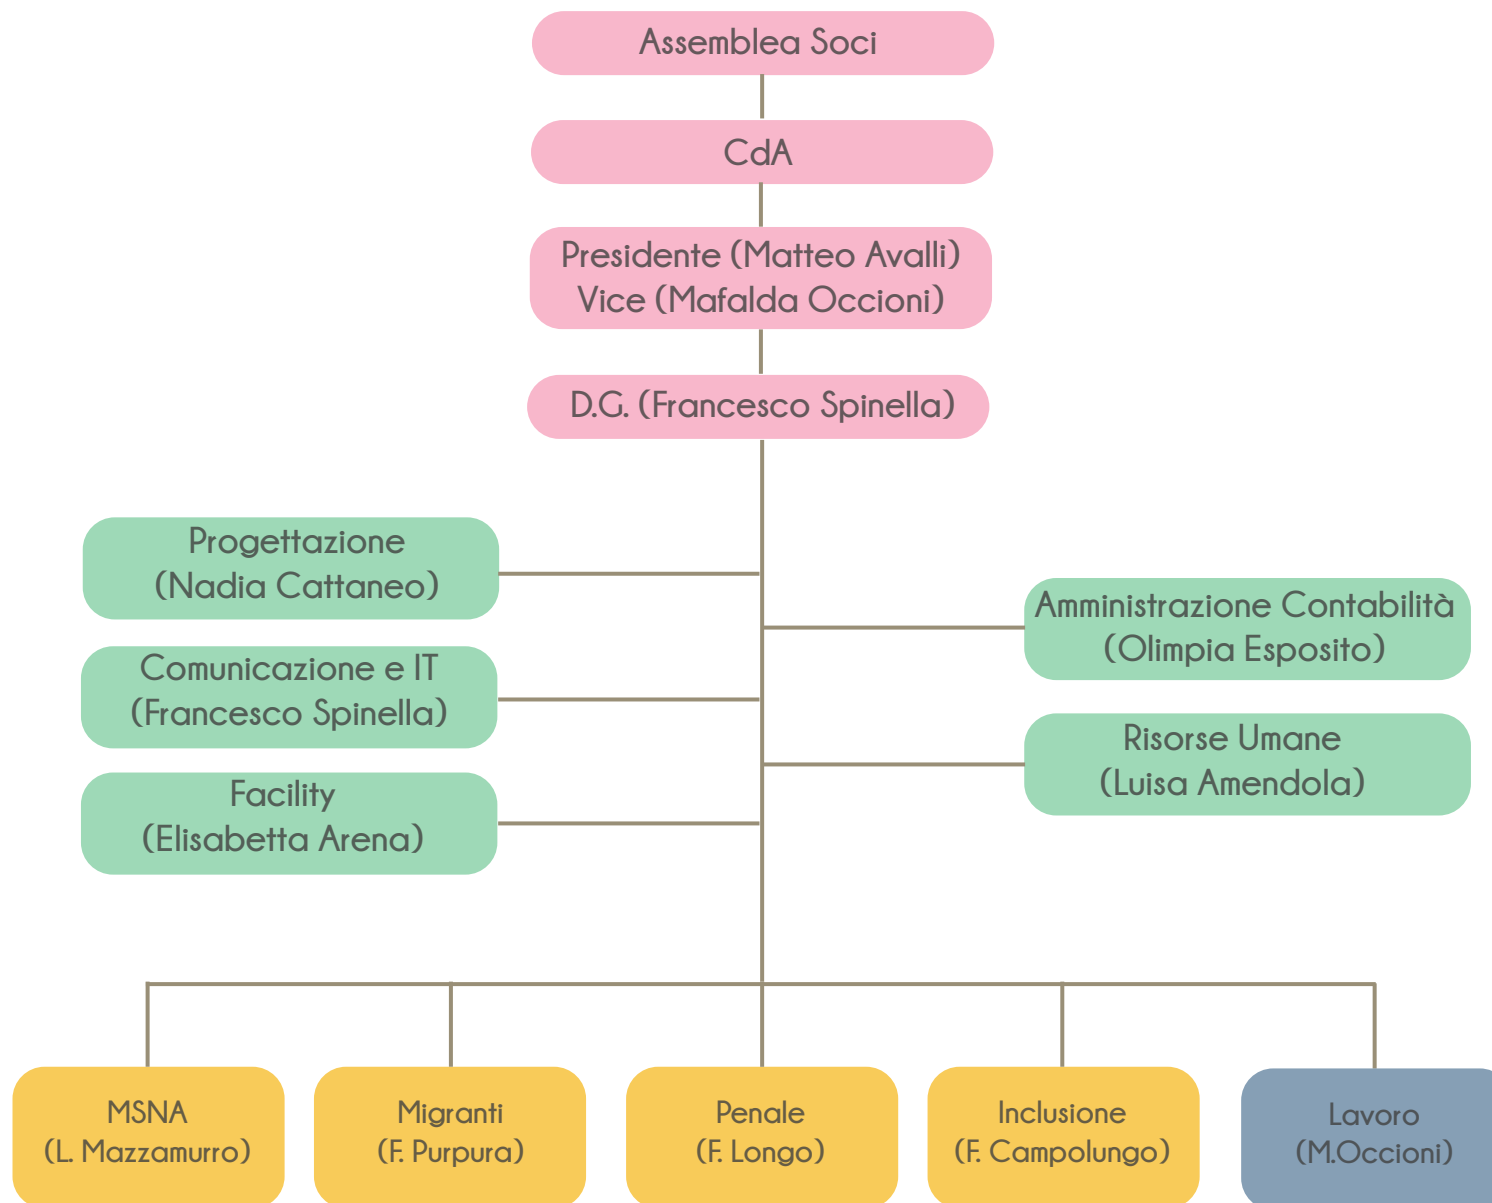 Assemblea Soci
CdA
Presidente (Matteo Avalli)
Vice (Mafalda Occioni)
D.G. (Francesco Spinella)
Progettazione
(Nadia Cattaneo)
Amministrazione Contabilità
(Olimpia Esposito)
Comunicazione e IT
(Francesco Spinella)
Risorse Umane
(Luisa Amendola)
Facility
(Elisabetta Arena)
MSNA
(L. Mazzamurro)
Migranti
(F. Purpura)
Penale
(F. Longo)
Inclusione
(F. Campolungo)
Lavoro
(M.Occioni)